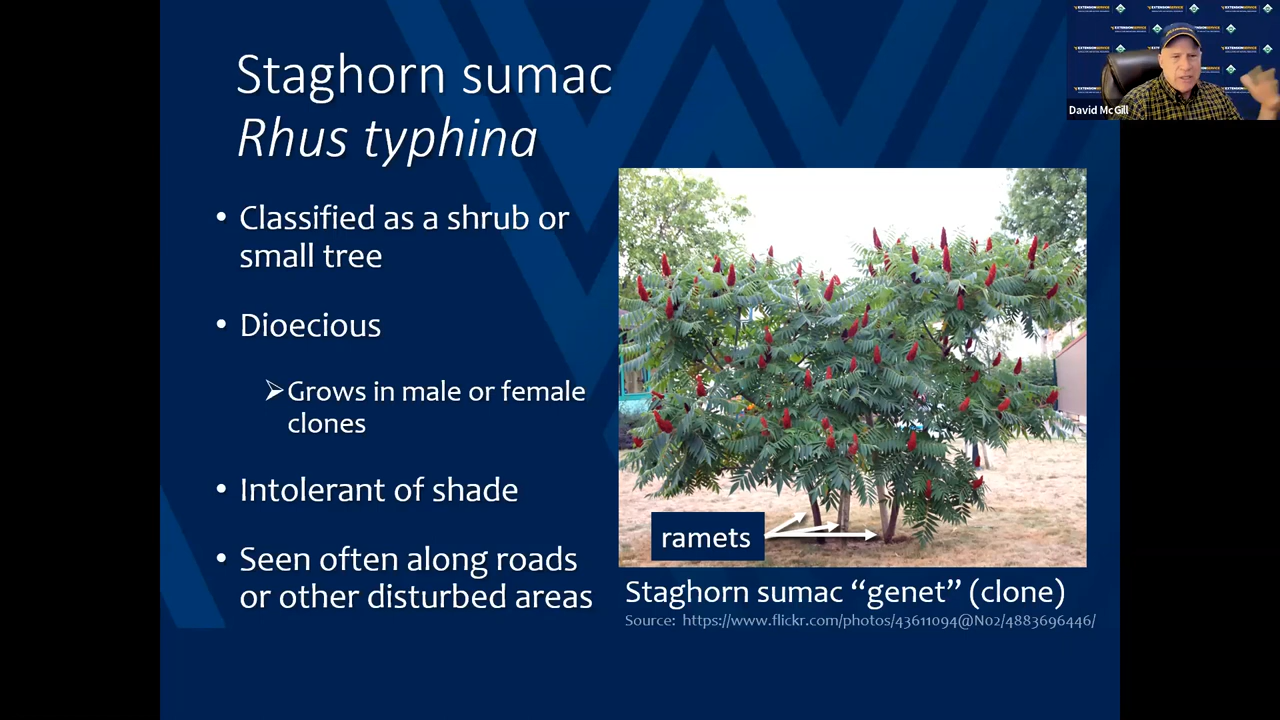 Staghorn sumac
Rhus typhina
• Classified as a shrub or
small tree
• Dioecious
➢Grows in male or female
clones
• Intolerant of shade
• Seen often along roads
or other disturbed areas
ramets
Staghorn sumac “genet” (clone)
Source: https://www.flickr.com/photos/43611094@N02/4883696446/
EXTENSIONSERVICE
David McGill